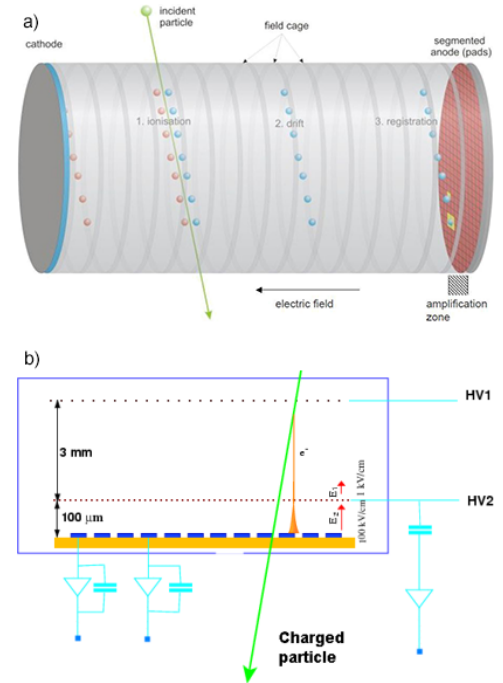 a)
incident
particle
cathode
field cage
segmented
anode (pads)
1. ionisation
2. drift
3. registration
electric field
amplification
zone
b)
HV1
3 mm
e-
E1
1 kV/cm
HV2
100 µm
E2
100 kV/cm
Charged
particle